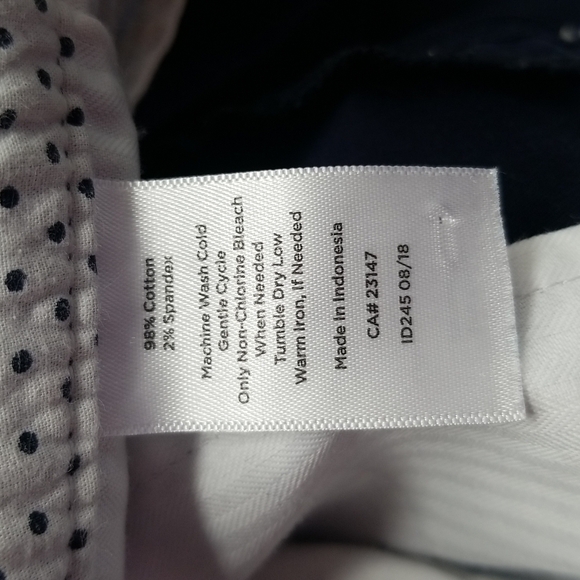 98% Cotton
2% Spandex
Machine Wash Cold
Gentle Cycle
Only Non-Chlorine Bleach
When Needed
Tumble Dry Low
Warm Iron, If Needed
Made in Indonesia
CA# 23147
ID245 08/18